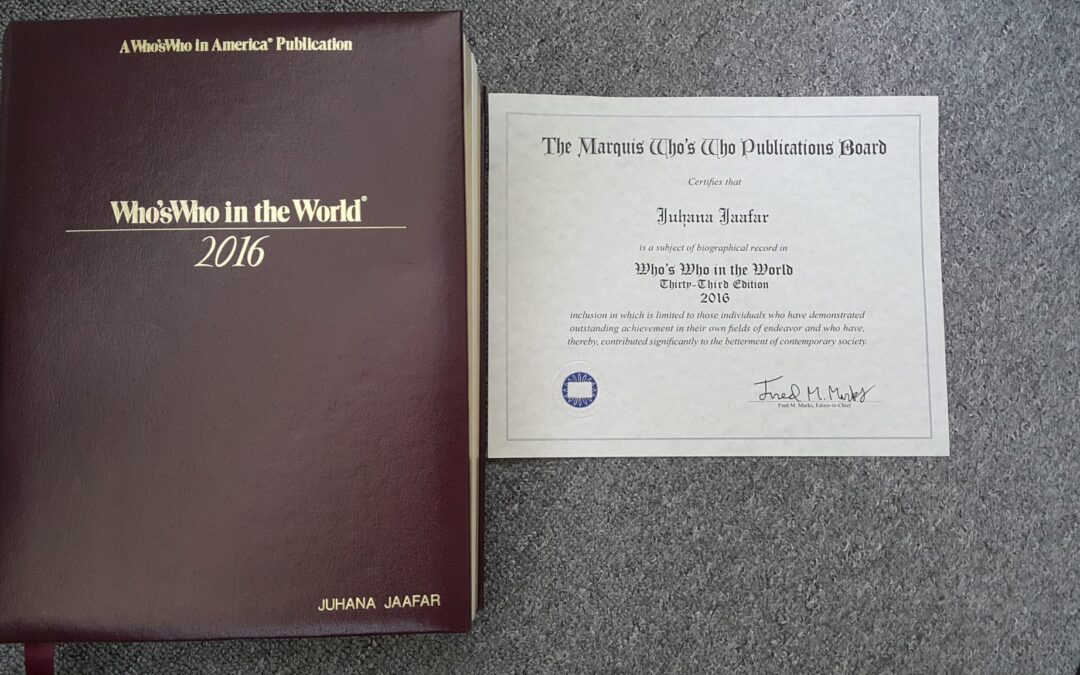 A Who'sWho in America® Publication
Who'sWho in the World®
2016
JUHANA JAAFAR
The Marquis Who's Who Publications Board
Certifies that
Juhana Jaafar
is a subject of biographical record in
Who's Who in the World
Thirty-Third Edition
2016
inclusion in which is limited to those individuals who have demonstrated
outstanding achievement in their own fields of endeavor and who have,
thereby, contributed significantly to the betterment of contemporary society.
Fred M. Marks
Fred M. Marks, Editor-in-Chief